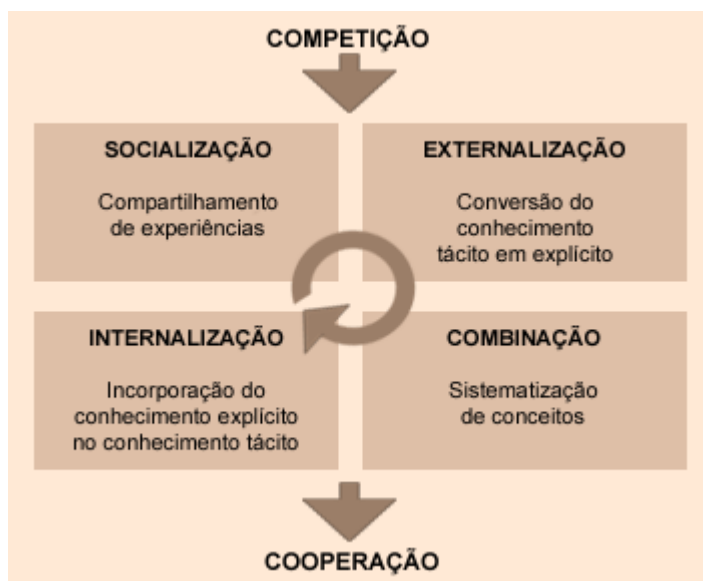 COMPETIÇÃO
SOCIALIZAÇÃO
Compartilhamento
de experiências
EXTERNALIZAÇÃO
Conversão do
conhecimento
tácito em explícito
INTERNALIZAÇÃO
Incorporação do
conhecimento explícito
no conhecimento tácito
COMBINAÇÃO
Sistematização
de conceitos
COOPERAÇÃO